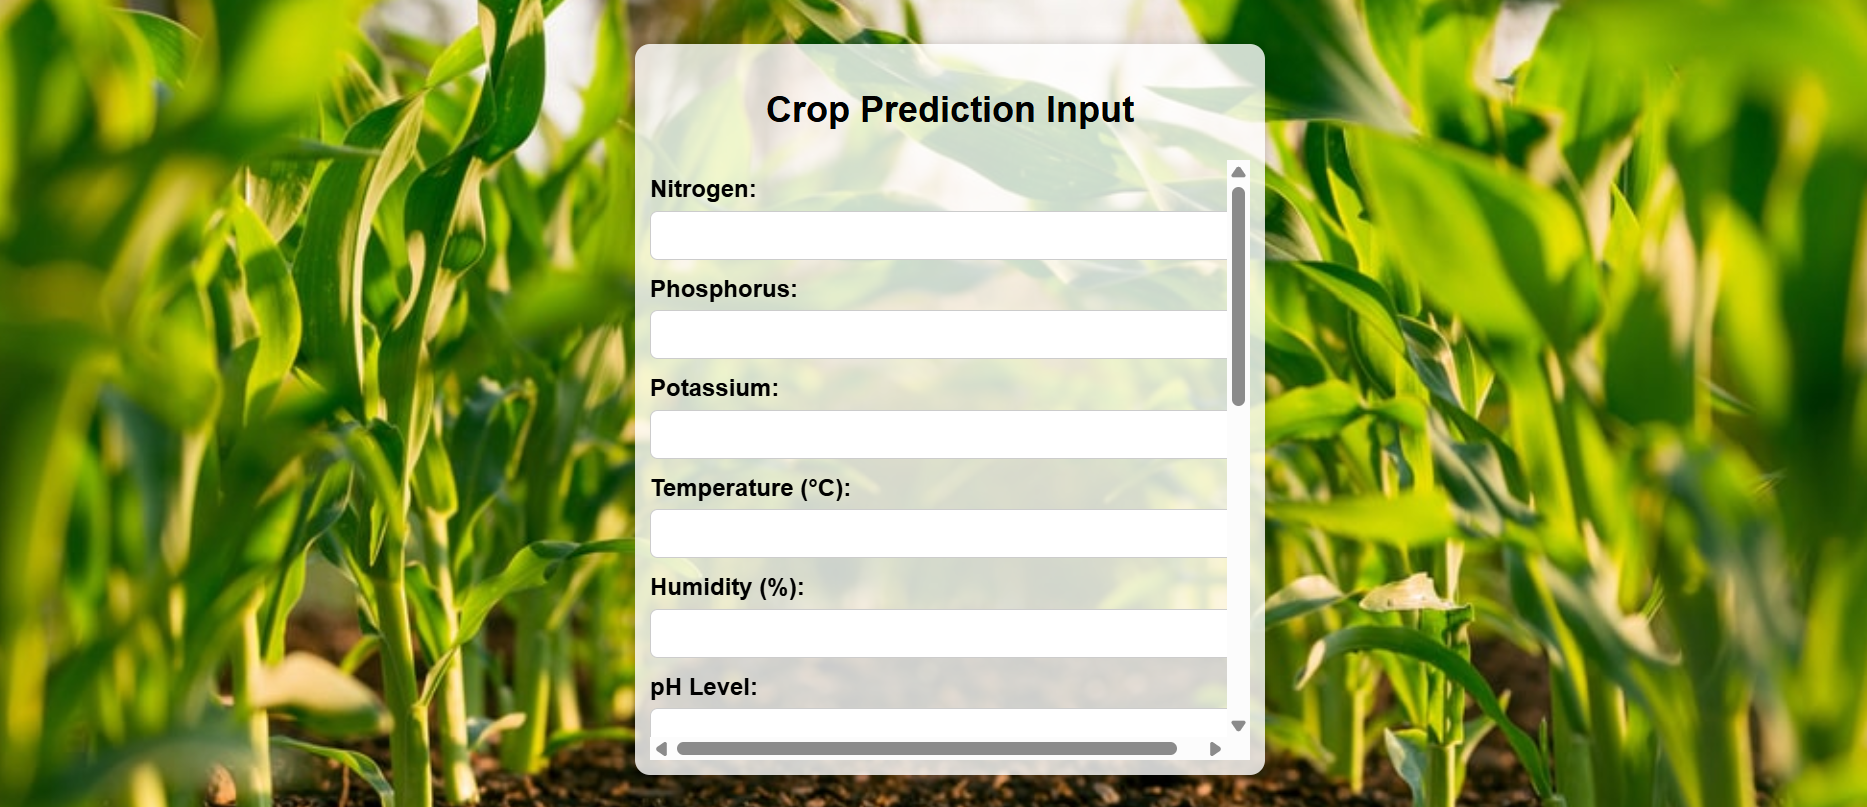 Crop Prediction Input
Nitrogen:
Phosphorus:
Potassium:
Temperature (°C):
Humidity (%):
pH Level: